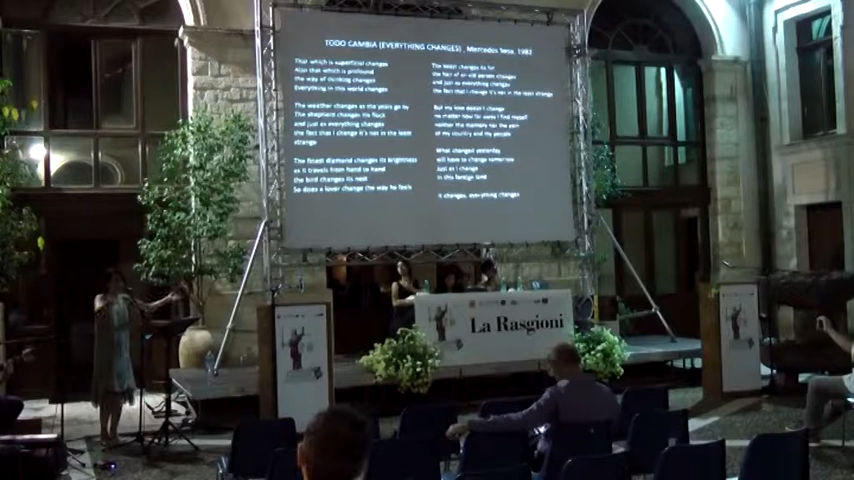 TODO CAMBIA (EVERYTHING CHANGES) , Mercedes Sosa, 1982
That which is superficial changes
Also that which is profound
the way of thinking changes
Everything in this world changes
The weather changes as the years go by
The shepherd changes his flock
and just as everything changes
the fact that I change it's not in the least
strange
The finest diamond changes its brightness
as it travels from hand to hand
the bird changes its nest
So does a lover change the way he feels
the fact of an old person changes
and just as everything changes
the fact that I change it's not in the least strange
But my love doesn't change
no matter how far away I find myself
neither the memory nor the pain
of my country and my people
What changed yesterday
will have to change tomorrow
Just as I change
in this foreign land
It changes, everything changes
La Rasgioni